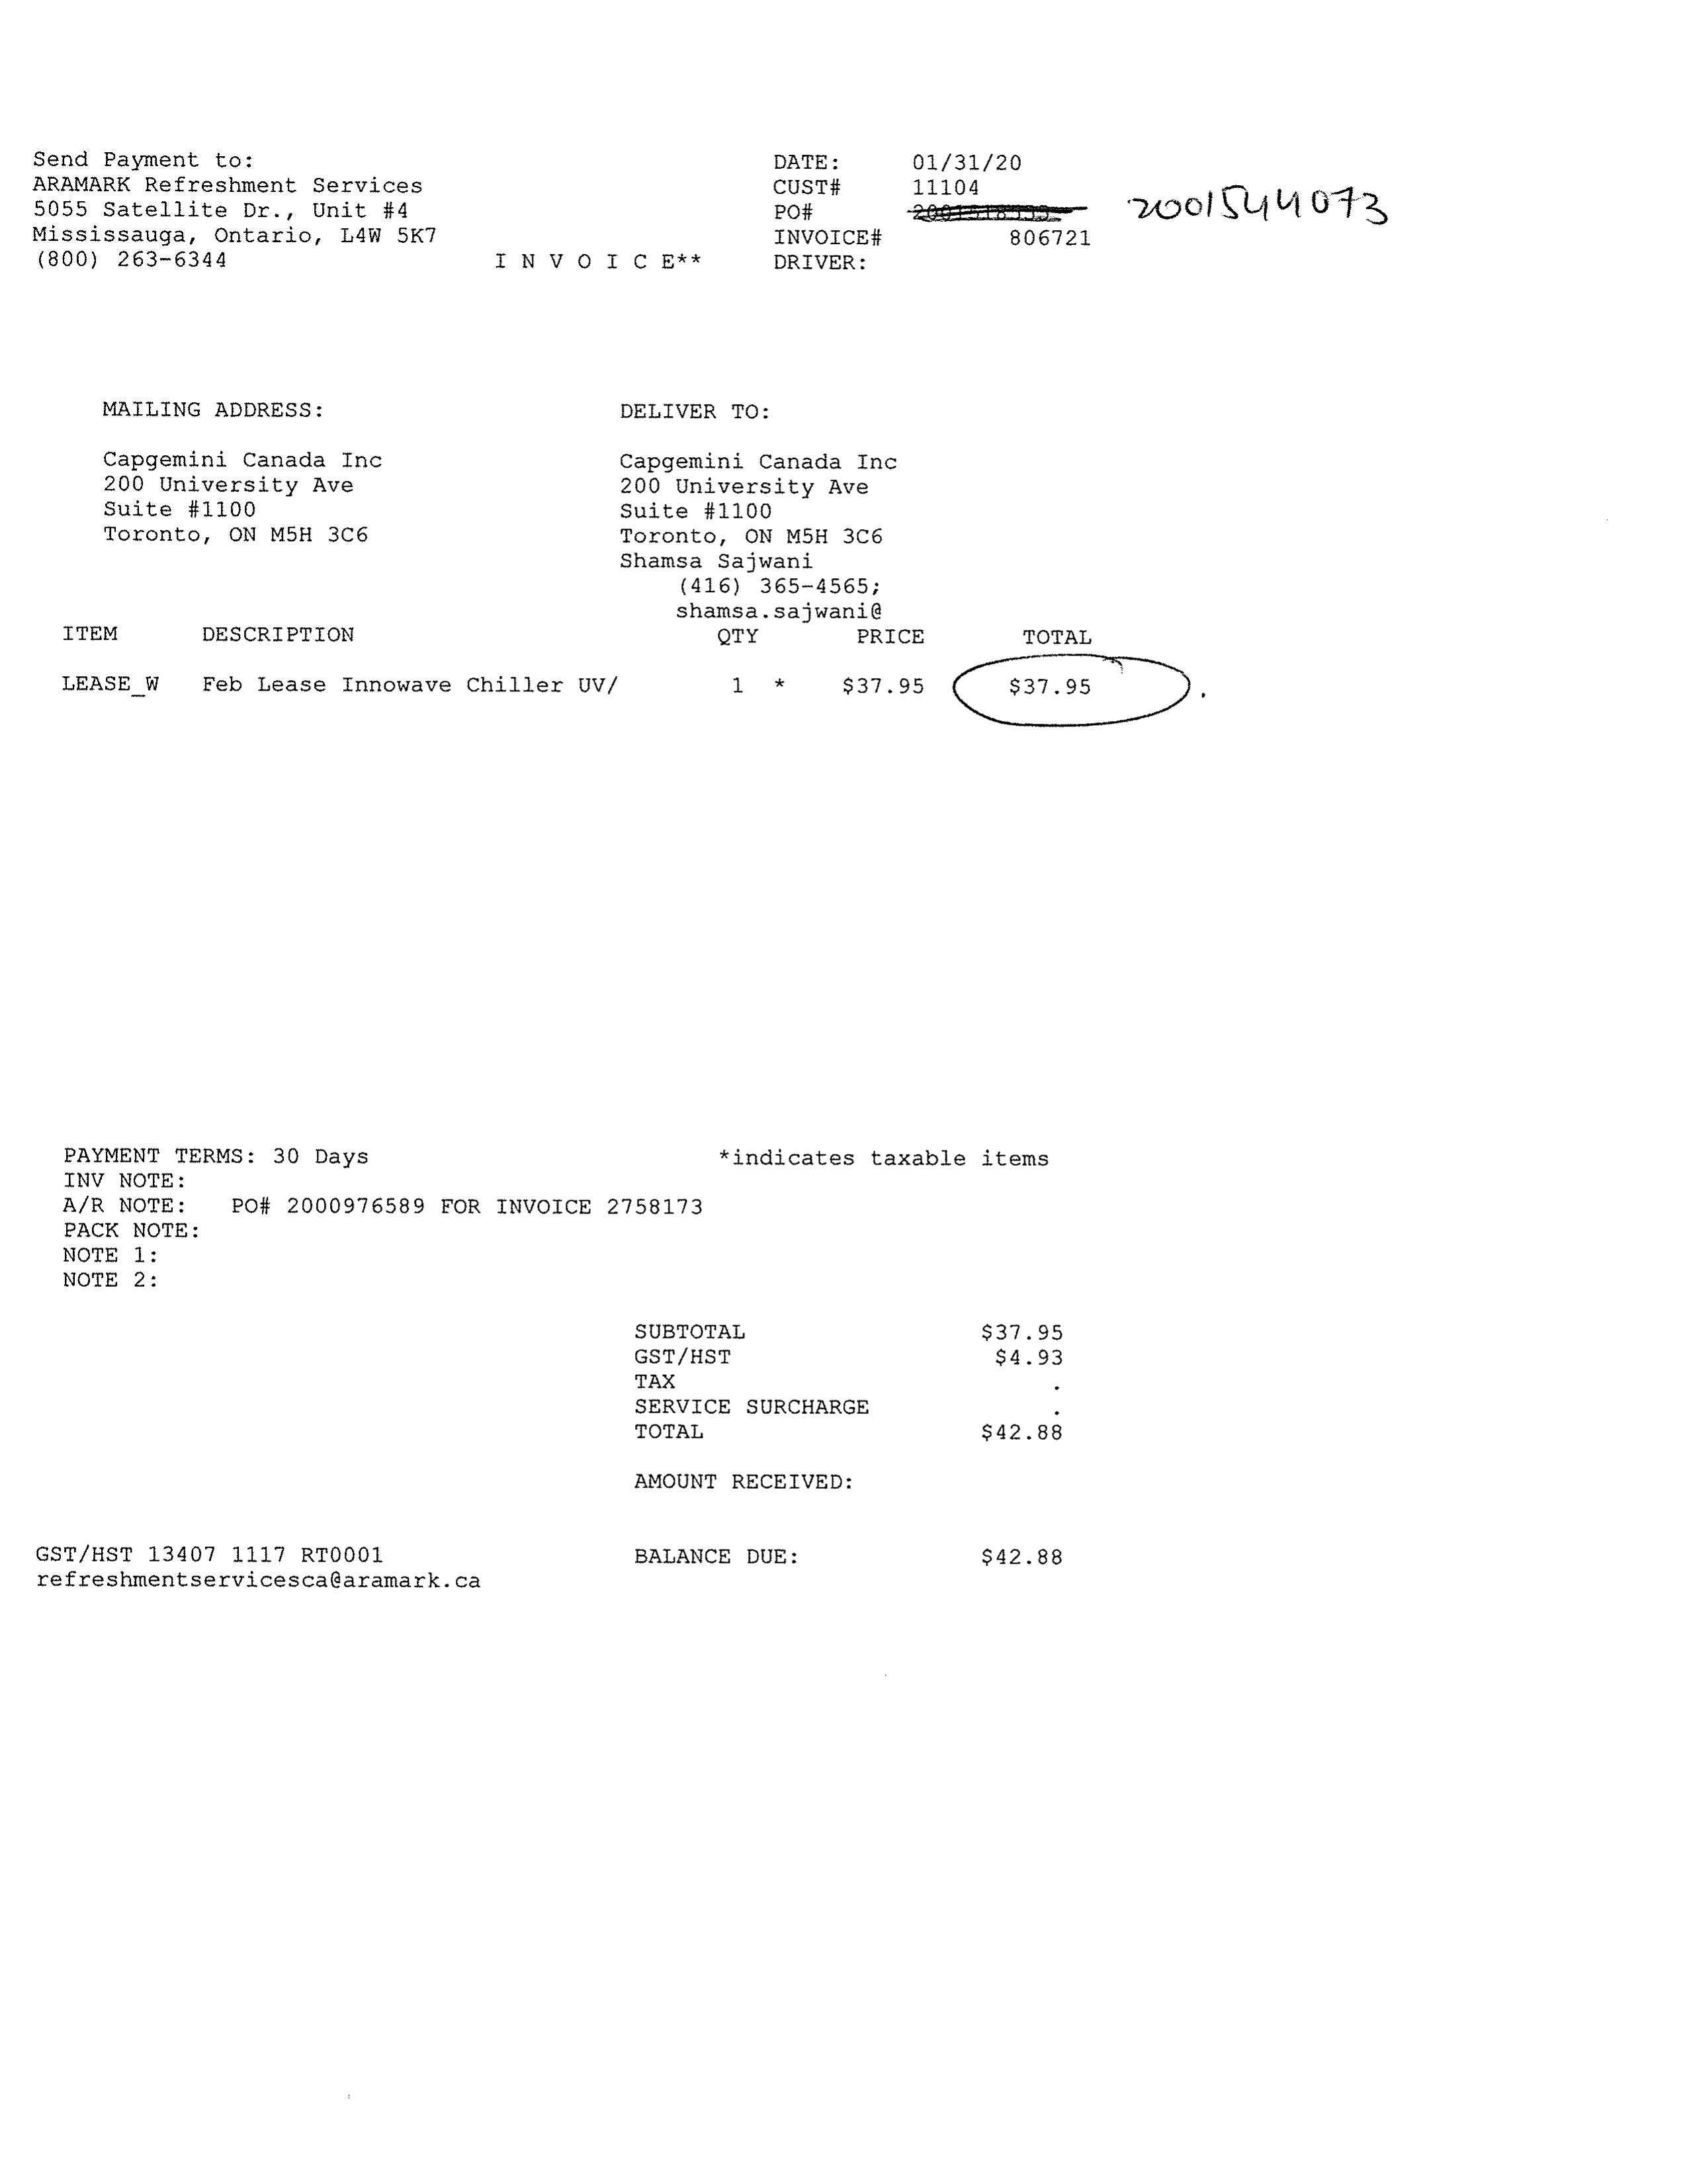 Send Payment to:
ARAMARK Refreshment Services
5055 Satellite Dr., Unit #4
Mississauga, Ontario, L4W 5K7
(800) 263-6344
I N V O I C E**
DATE: 01/31/20
CUST# 11104
PO# 2001544073
INVOICE# 806721
DRIVER:
MAILING ADDRESS:
Capgemini Canada Inc
200 University Ave
Suite #1100
Toronto, ON M5H 3C6
DELIVER TO:
Capgemini Canada Inc
200 University Ave
Suite #1100
Toronto, ON M5H 3C6
Shamsa Sajwani
(416) 365-4565;
shamsa.sajwani@
ITEM DESCRIPTION QTY PRICE TOTAL
LEASE_W Feb Lease Innowave Chiller UV/ 1 * $37.95 $37.95
PAYMENT TERMS: 30 Days *indicates taxable items
INV NOTE:
A/R NOTE: PO# 2000976589 FOR INVOICE 2758173
PACK NOTE:
NOTE 1:
NOTE 2:
SUBTOTAL $37.95
GST/HST $4.93
TAX .
SERVICE SURCHARGE .
TOTAL $42.88
AMOUNT RECEIVED:
GST/HST 13407 1117 RT0001 BALANCE DUE: $42.88
refreshmentservicesca@aramark.ca